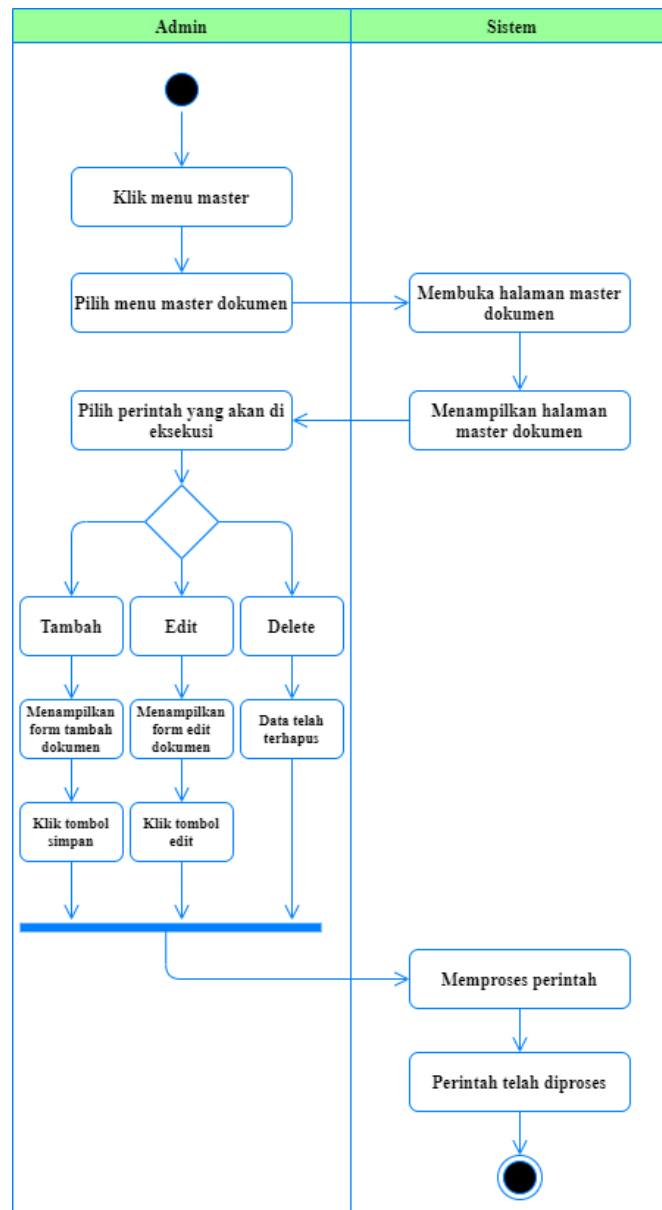 Admin
Sistem
Klik menu master
Pilih menu master dokumen
Membuka halaman master
dokumen
Menampilkan halaman
master dokumen
Pilih perintah yang akan di
eksekusi
Tambah
Edit
Delete
Menampilkan
form tambah
dokumen
Menampilkan
form edit
dokumen
Data telah
terhapus
Klik tombol
simpan
Klik tombol
edit
Memproses perintah
Perintah telah diproses